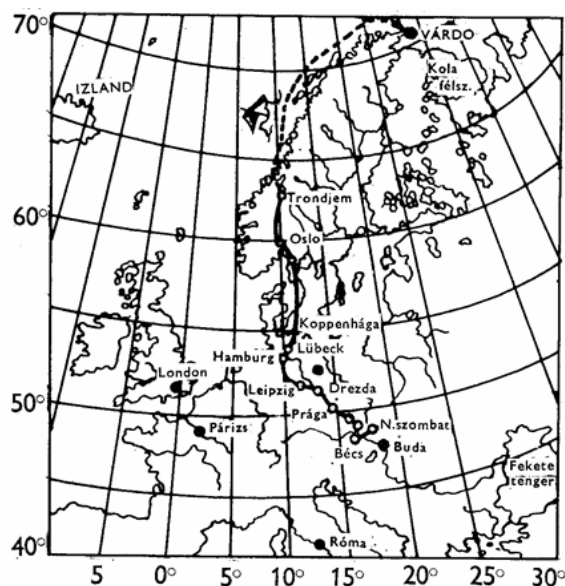 70°
VÁRDO
IZLAND
Kola
félsz.
Trondjem
60°
Oslo
Koppenhága
Hamburg
Lübeck
London
Leipzig
Drezda
50°
Prága
Párizs
N.szombat
Bécs
Buda
Fekete
tenger
Róma
40°
5 0° 5° 10° 15° 20° 25° 30°